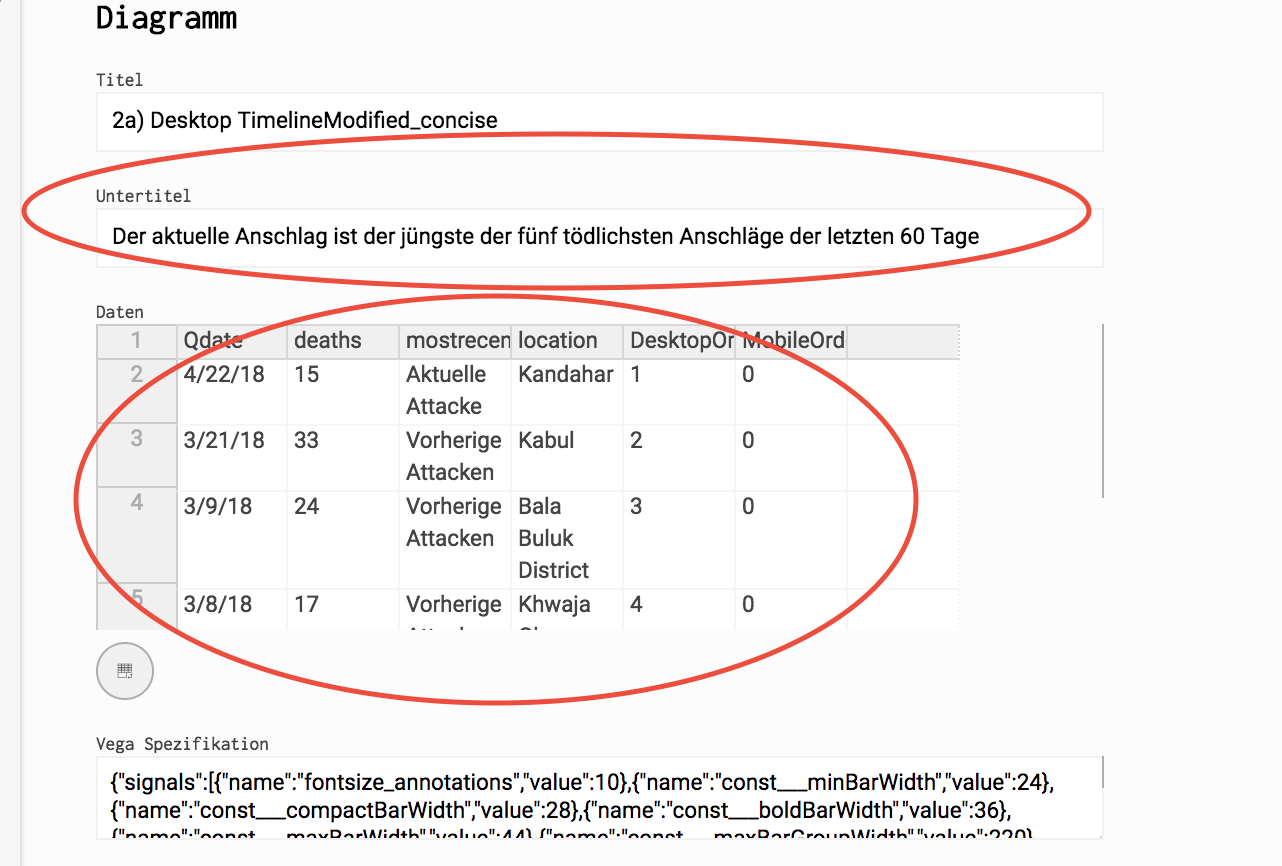 Diagramm
Titel
2a) Desktop TimelineModified_concise
Untertitel
Der aktuelle Anschlag ist der jüngste der fünf tödlichsten Anschläge der letzten 60 Tage
Daten
1 Qdate deaths mostrecen location DesktopOr MobileOrd
2 4/22/18 15 Aktuelle Kandahar 1 0
Attacke
3 3/21/18 33 Vorherige Kabul 2 0
Attacken
4 3/9/18 24 Vorherige Bala 3 0
Attacken Buluk
District
5 3/8/18 17 Vorherige Khwaja 4 0
Vega Spezifikation
{"signals":[{"name":"fontsize_annotations","value":10},{"name":"const___minBarWidth","value":24},
{"name":"const___compactBarWidth","value":28},{"name":"const___boldBarWidth","value":36},
{"name":"const___maxBarWidth","value":44},{"name":"const___maxBarGroupWidth","value":220}